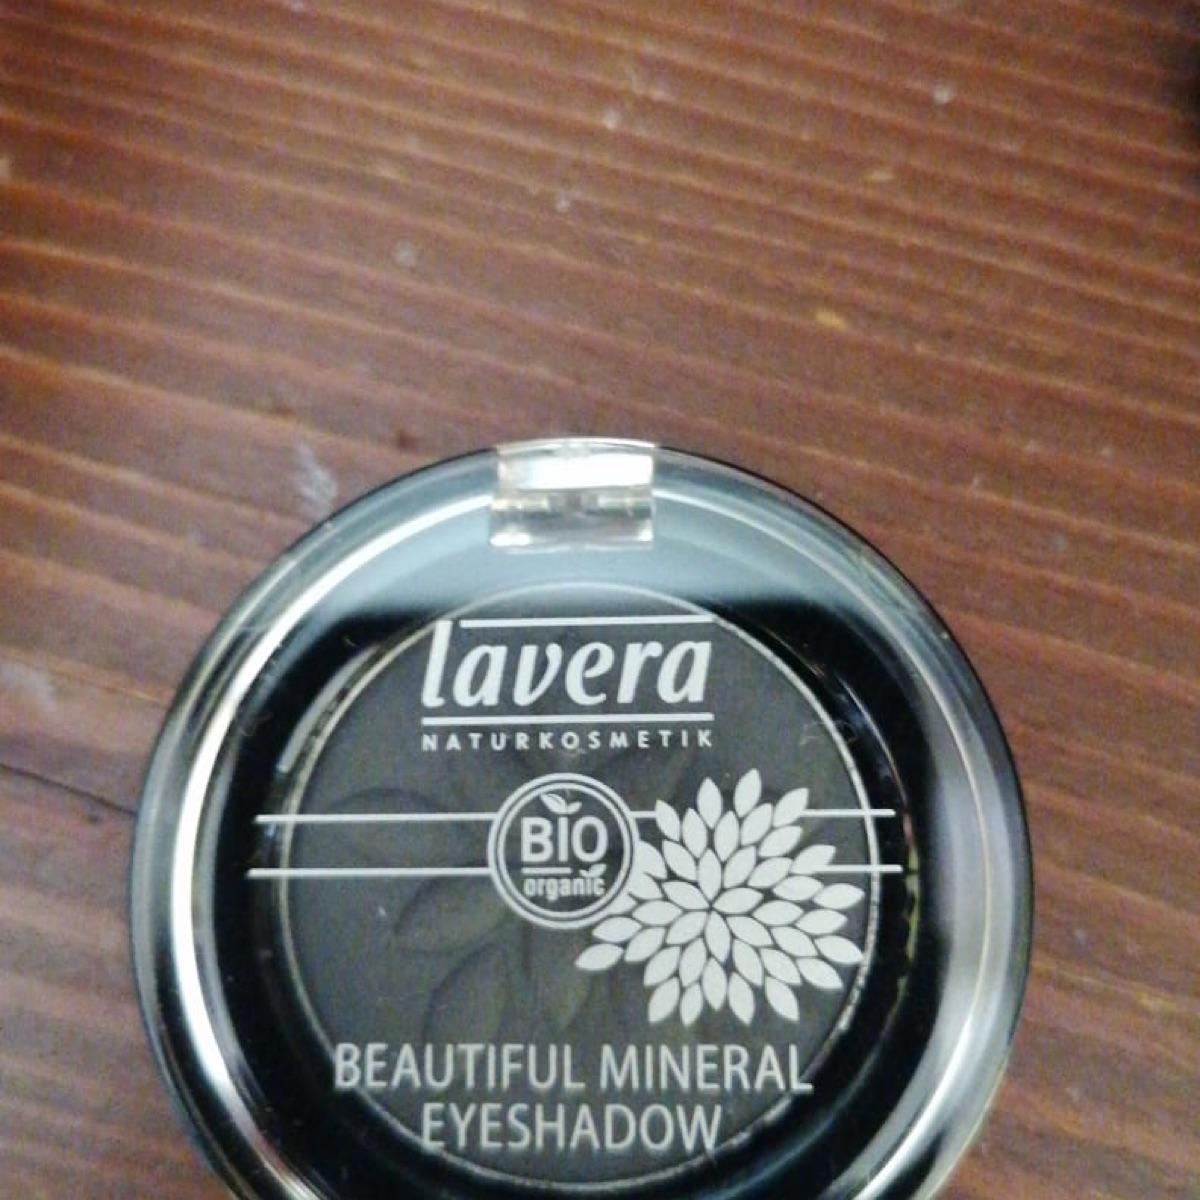 lavera
NATURKOSMETIK
BIO
organic
BEAUTIFUL MINERAL
EYESHADOW